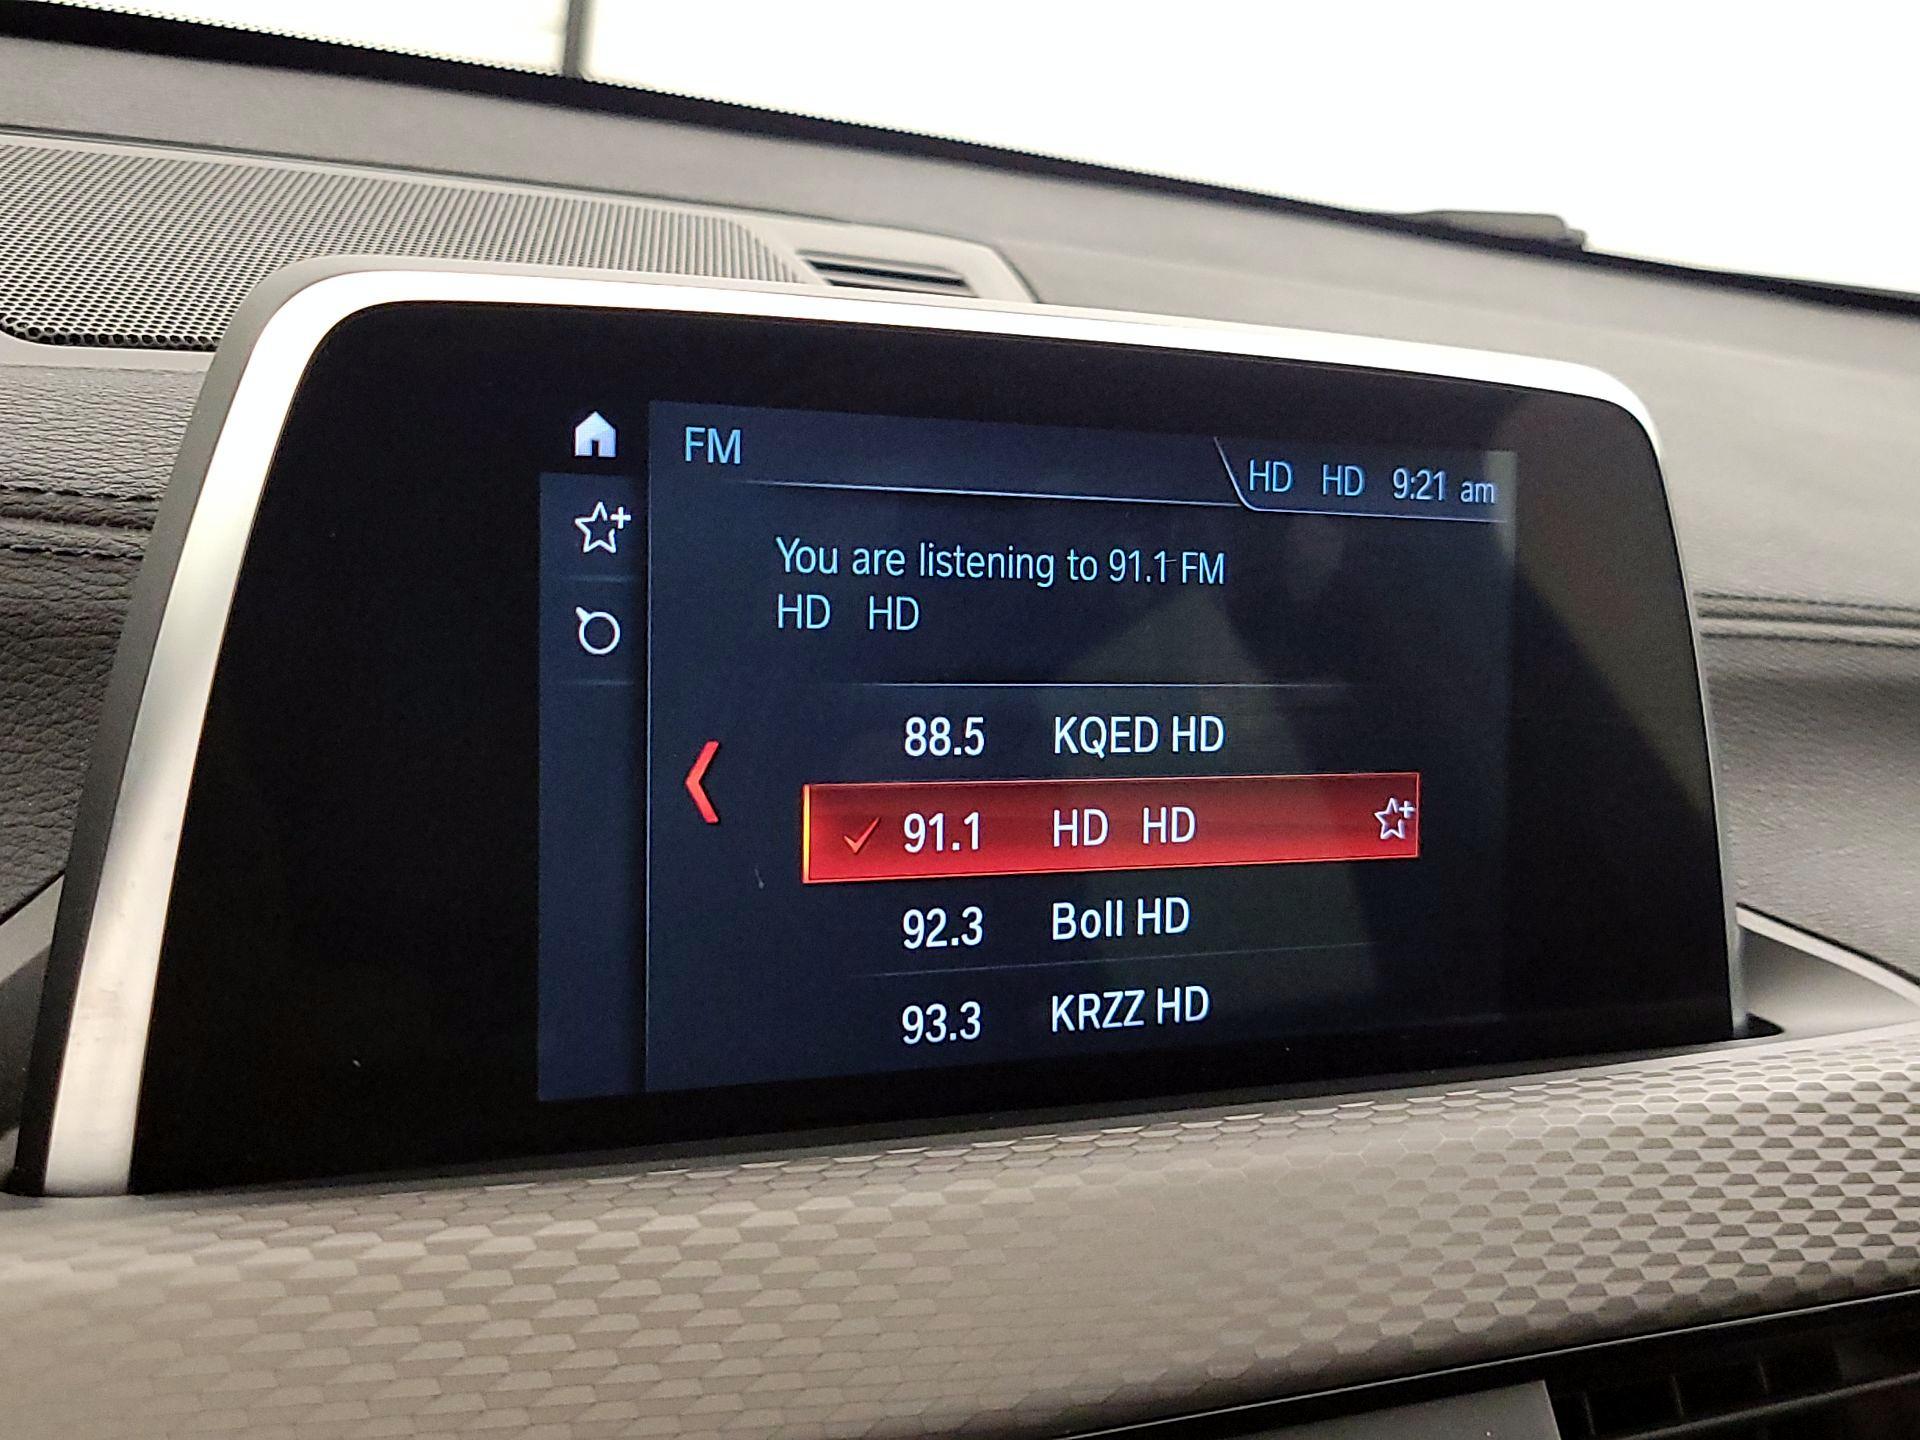 FM
HD HD 9:21 am
You are listening to 91.1 FM
HD HD
88.5 KQED HD
91.1 HD HD
92.3 Boll HD
93.3 KRZZ HD